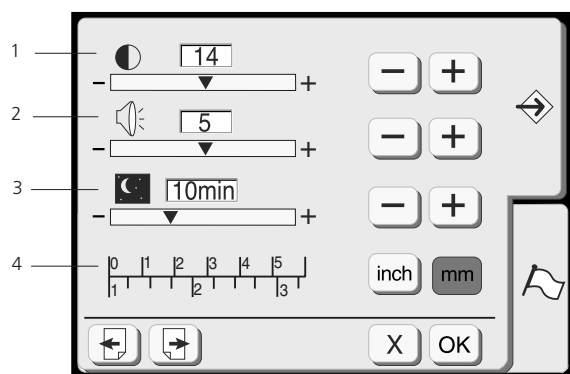 1 14
- +
- +
2 5
- +
- +
3 10min
- +
- +
4 0 1 2 3 4 5
1 2 3
inch mm
X OK